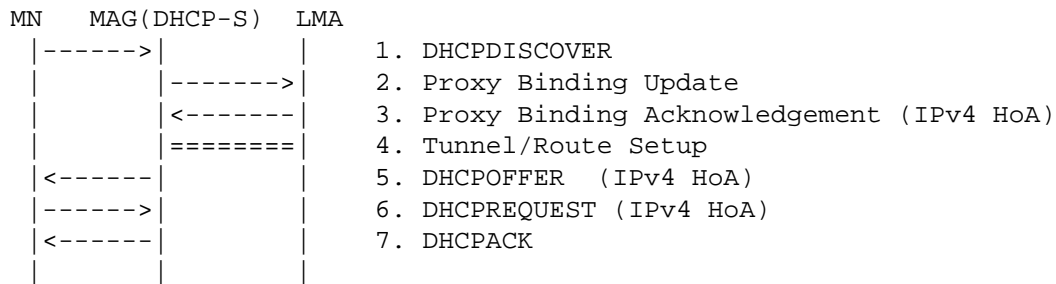 MN MAG(DHCP-S) LMA
|------>| | 1. DHCPDISCOVER
| |------->| 2. Proxy Binding Update
| |<-------| 3. Proxy Binding Acknowledgement (IPv4 HoA)
| |========| 4. Tunnel/Route Setup
|<------| | 5. DHCPOFFER (IPv4 HoA)
|------>| | 6. DHCPREQUEST (IPv4 HoA)
|<------| | 7. DHCPACK
| | |